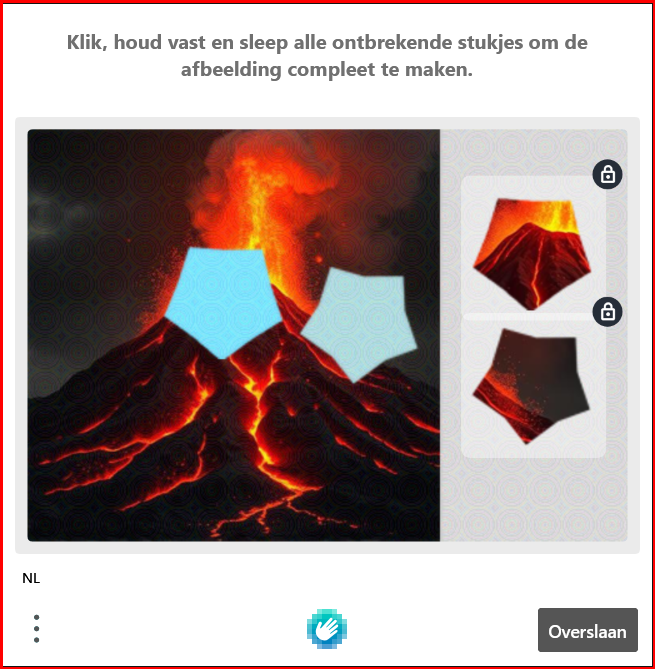 Klik, houd vast en sleep alle ontbrekende stukjes om de
afbeelding compleet te maken.
NL
Overslaan